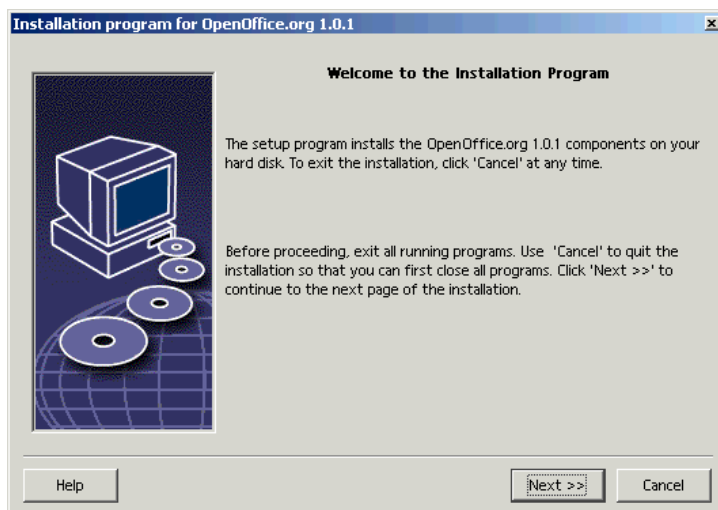 Installation program for OpenOffice.org 1.0.1
Welcome to the Installation Program
The setup program installs the OpenOffice.org 1.0.1 components on your
hard disk. To exit the installation, click 'Cancel' at any time.
Before proceeding, exit all running programs. Use 'Cancel' to quit the
installation so that you can first close all programs. Click 'Next >>' to
continue to the next page of the installation.
Help
Next >>
Cancel